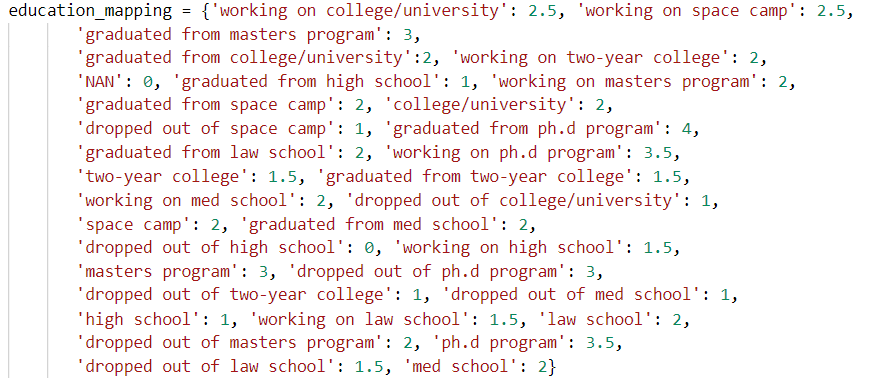 education_mapping = {'working on college/university': 2.5, 'working on space camp': 2.5,
'graduated from masters program': 3,
'graduated from college/university':2, 'working on two-year college': 2,
'NAN': 0, 'graduated from high school': 1, 'working on masters program': 2,
'graduated from space camp': 2, 'college/university': 2,
'dropped out of space camp': 1, 'graduated from ph.d program': 4,
'graduated from law school': 2, 'working on ph.d program': 3.5,
'two-year college': 1.5, 'graduated from two-year college': 1.5,
'working on med school': 2, 'dropped out of college/university': 1,
'space camp': 2, 'graduated from med school': 2,
'dropped out of high school': 0, 'working on high school': 1.5,
'masters program': 3, 'dropped out of ph.d program': 3,
'dropped out of two-year college': 1, 'dropped out of med school': 1,
'high school': 1, 'working on law school': 1.5, 'law school': 2,
'dropped out of masters program': 2, 'ph.d program': 3.5,
'dropped out of law school': 1.5, 'med school': 2}